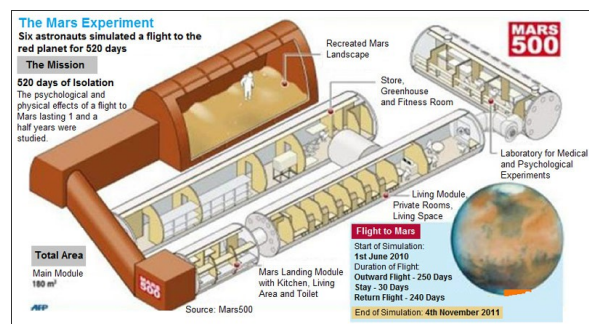 The Mars Experiment
Six astronauts simulated a flight to the
red planet for 520 days
The Mission
520 days of Isolation
The psychological and
physical effects of a flight to
Mars lasting 1 and a
half years were
studied.
Recreated Mars
Landscape
Store,
Greenhouse
and Fitness Room
MARS
500
Laboratory for Medical
and Psychological
Experiments
Living Module,
Private Rooms,
Living Space
Total Area
Main Module
180 m²
MARS
500
Mars Landing Module
with Kitchen, Living
Area and Toilet
Flight to Mars
Start of Simulation:
1st June 2010
Duration of Flight:
Outward Flight - 250 Days
Stay - 30 Days
Return Flight - 240 Days
End of Simulation: 4th November 2011
AFP
Source: Mars500